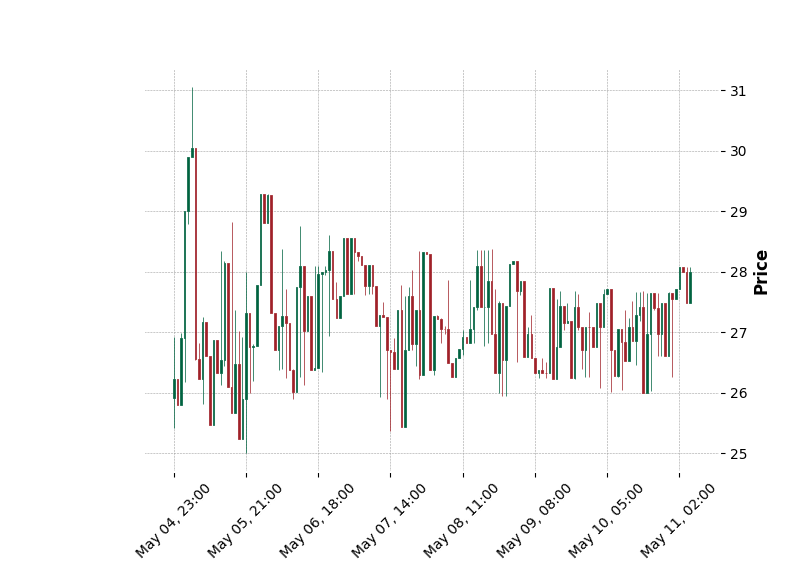 31
30
29
28
27
26
25
Price
May 04, 23:00
May 05, 21:00
May 06, 18:00
May 07, 14:00
May 08, 11:00
May 09, 08:00
May 10, 05:00
May 11, 02:00